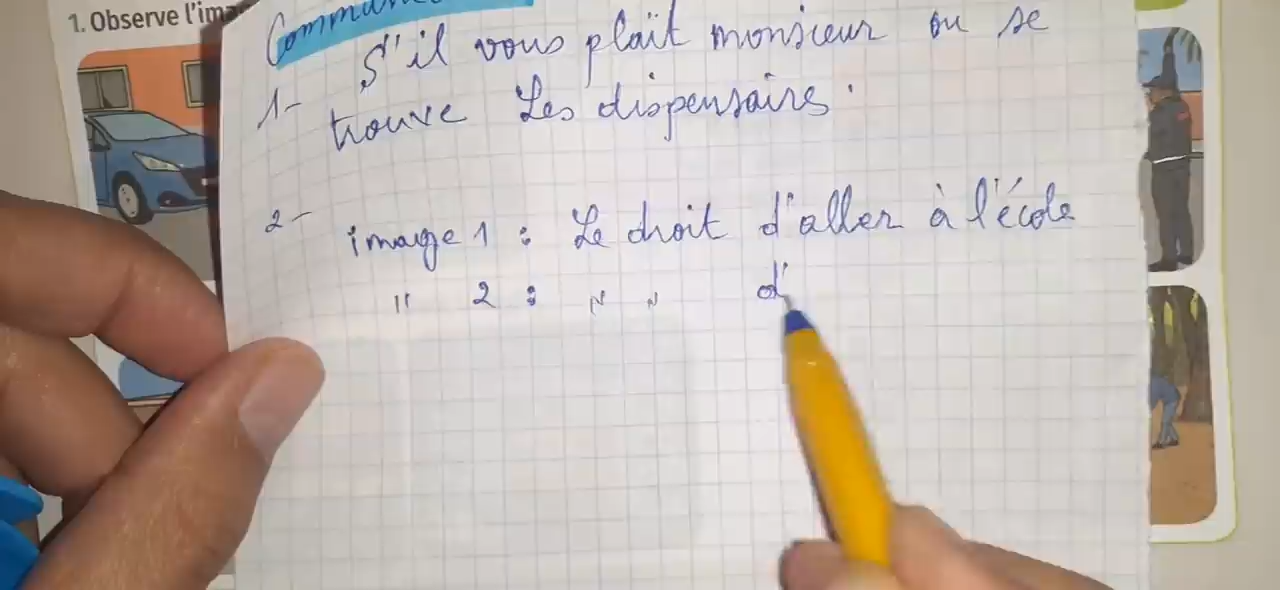 1. Observe l'ima
Commun
S'il vous plaît monsieur ou se
1- trouve Les dispensaires.
2- image 1 : Le droit d'aller à l'école
" 2 : " " d'